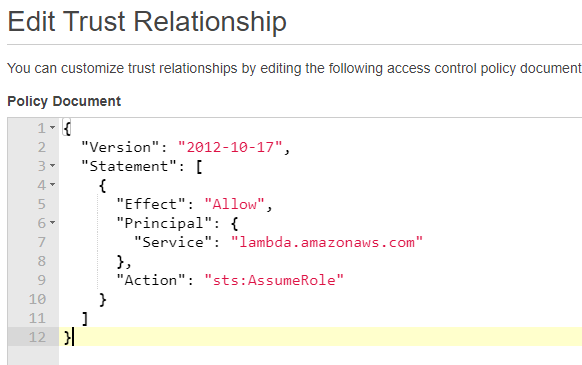 Edit Trust Relationship
You can customize trust relationships by editing the following access control policy document
Policy Document
1 {
2 "Version": "2012-10-17",
3 "Statement": [
4 {
5 "Effect": "Allow",
6 "Principal": {
7 "Service": "lambda.amazonaws.com"
8 },
9 "Action": "sts:AssumeRole"
10 }
11 ]
12 }